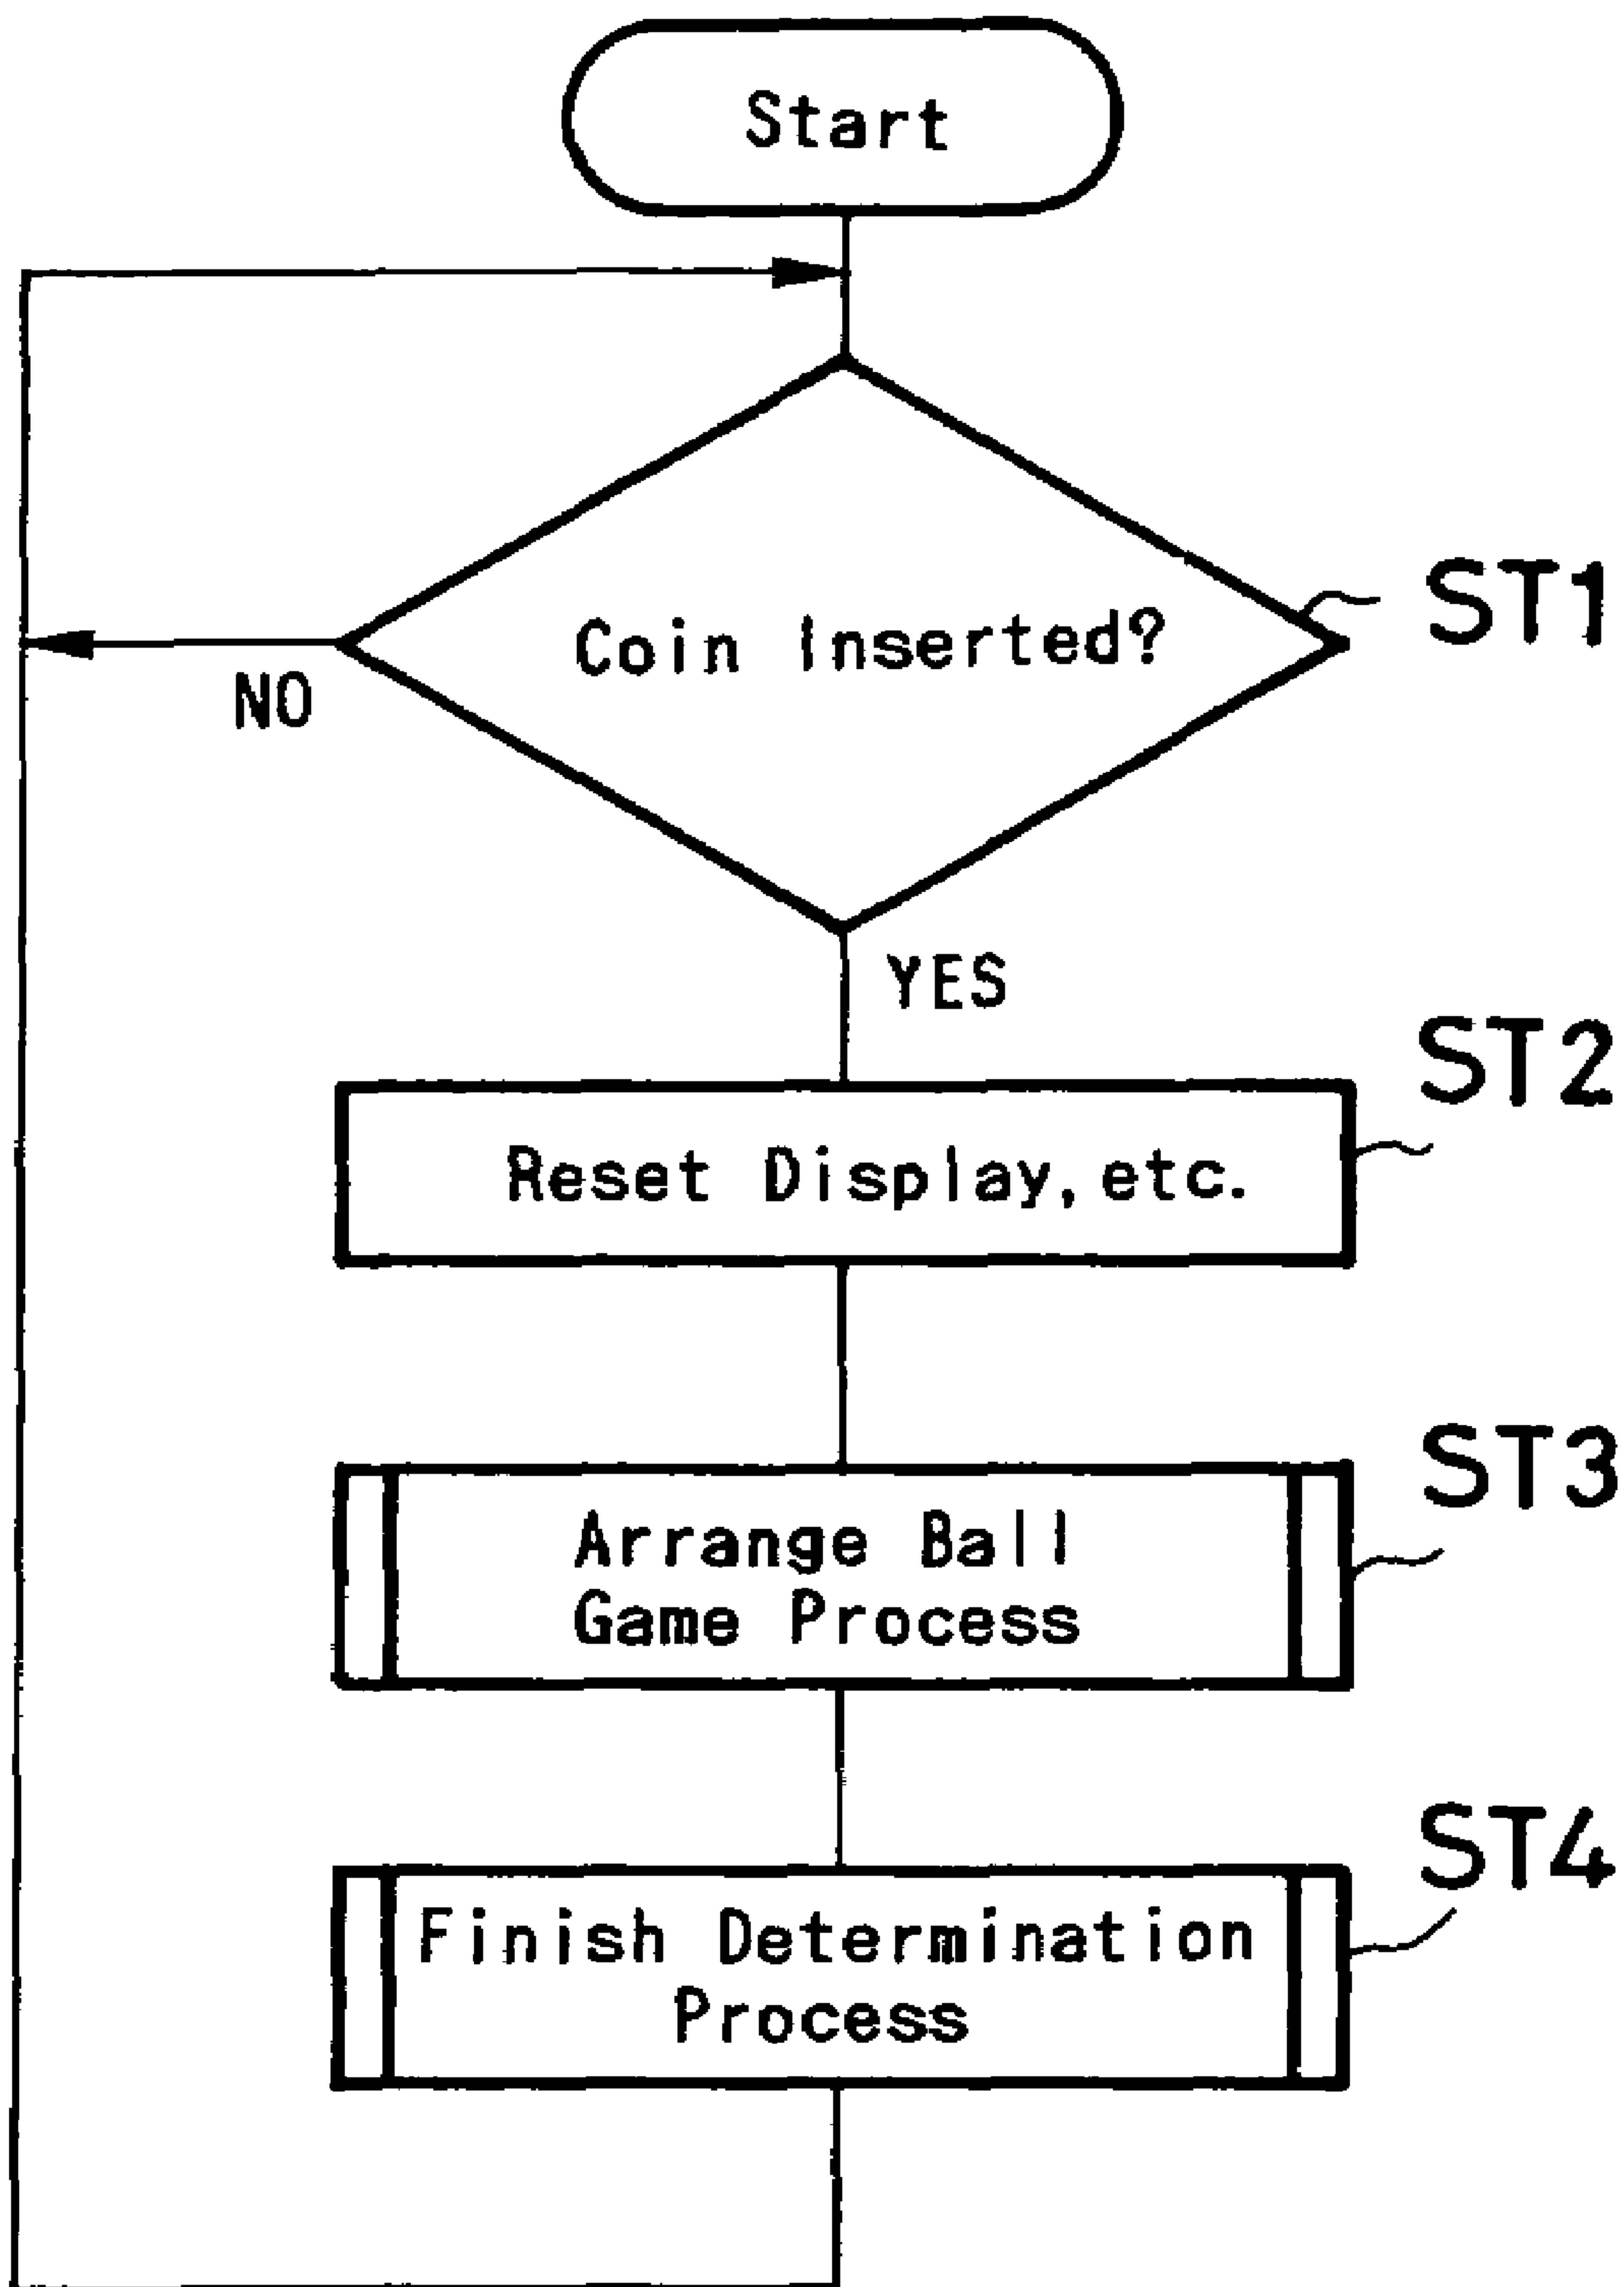 Start
Coin Inserted?
ST1
NO
YES
ST2
Reset Display, etc.
ST3
Arrange Ball
Game Process
ST4
Finish Determination
Process